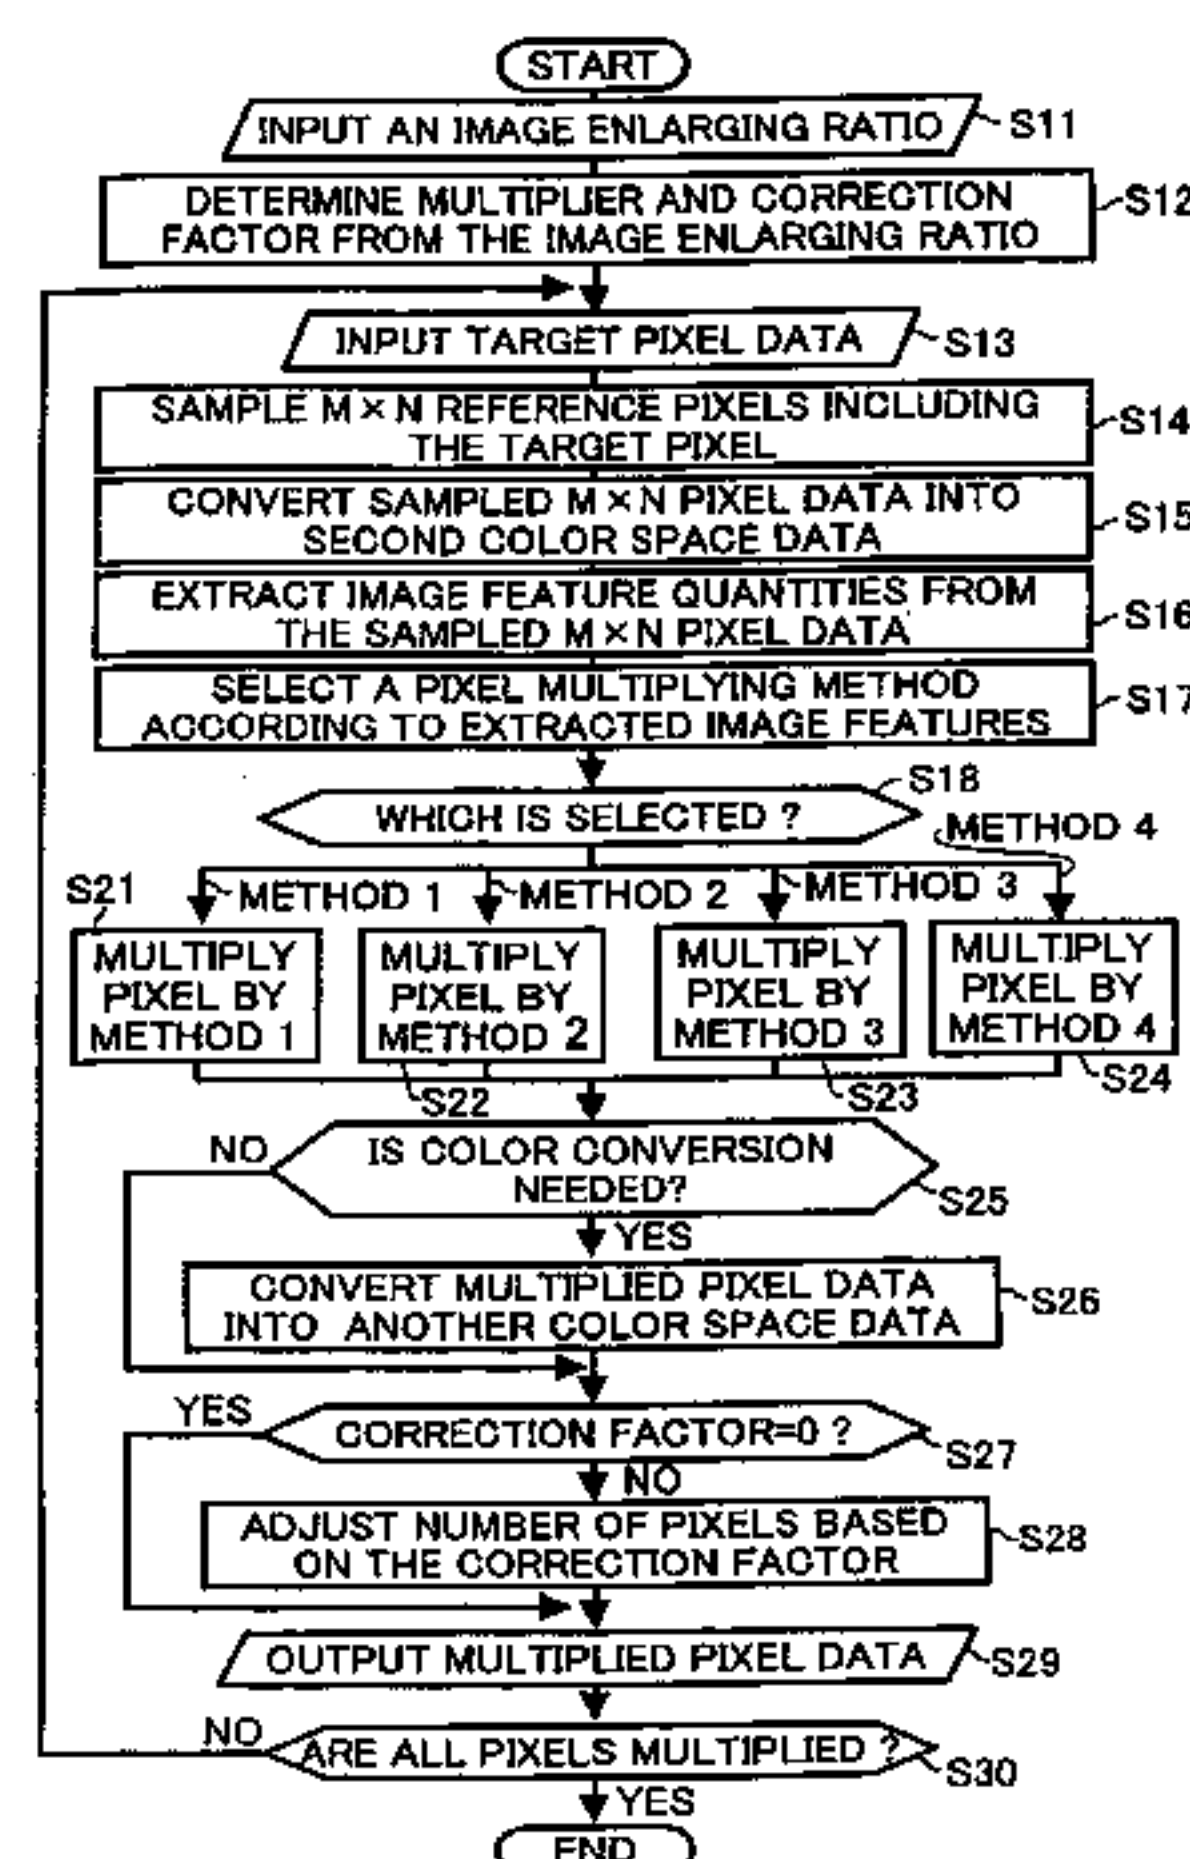 START
INPUT AN IMAGE ENLARGING RATIO
S11
DETERMINE MULTIPLIER AND CORRECTION
FACTOR FROM THE IMAGE ENLARGING RATIO
S12
INPUT TARGET PIXEL DATA
S13
SAMPLE M × N REFERENCE PIXELS INCLUDING
THE TARGET PIXEL
S14
CONVERT SAMPLED M × N PIXEL DATA INTO
SECOND COLOR SPACE DATA
S15
EXTRACT IMAGE FEATURE QUANTITIES FROM
THE SAMPLED M × N PIXEL DATA
S16
SELECT A PIXEL MULTIPLYING METHOD
ACCORDING TO EXTRACTED IMAGE FEATURES
S17
WHICH IS SELECTED ?
S18
METHOD 1
METHOD 2
METHOD 3
METHOD 4
S21
MULTIPLY
PIXEL BY
METHOD 1
MULTIPLY
PIXEL BY
METHOD 2
S22
MULTIPLY
PIXEL BY
METHOD 3
S23
MULTIPLY
PIXEL BY
METHOD 4
S24
IS COLOR CONVERSION
NEEDED?
S25
NO
YES
CONVERT MULTIPLIED PIXEL DATA
INTO ANOTHER COLOR SPACE DATA
S26
YES
CORRECTION FACTOR=0 ?
S27
NO
ADJUST NUMBER OF PIXELS BASED
ON THE CORRECTION FACTOR
S28
OUTPUT MULTIPLIED PIXEL DATA
S29
NO
ARE ALL PIXELS MULTIPLIED ?
S30
YES
END